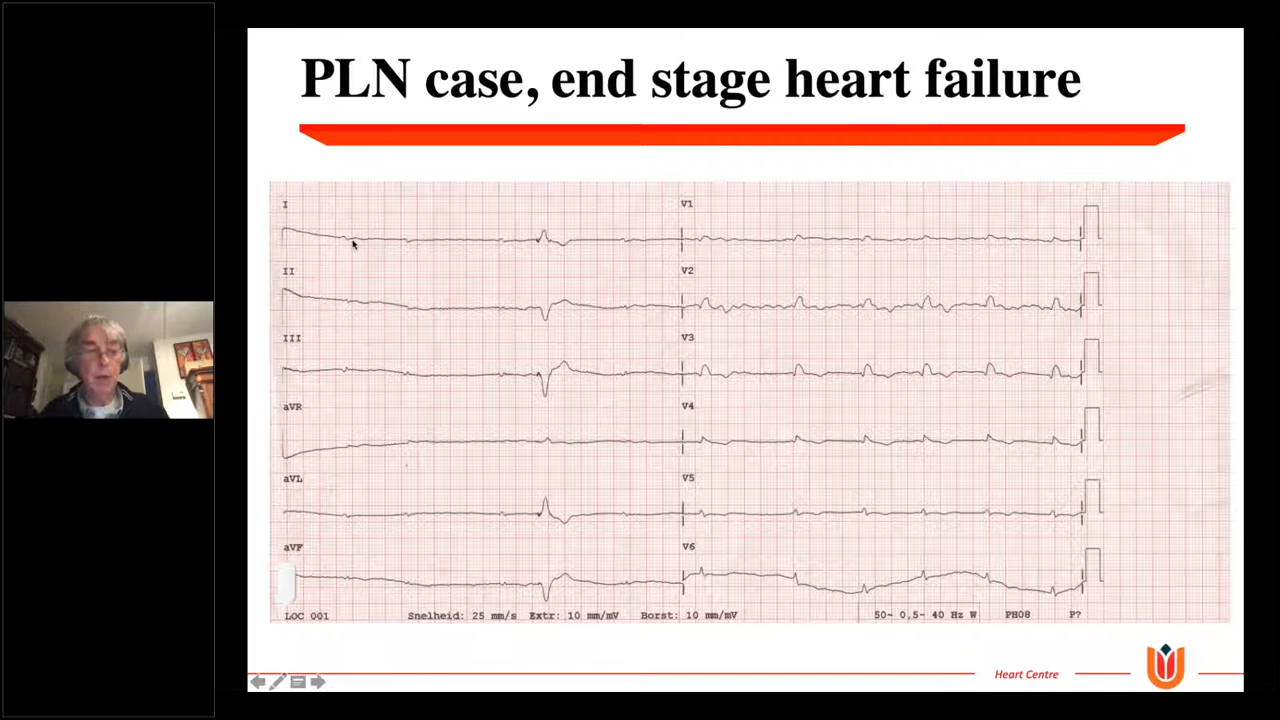 PLN case, end stage heart failure
I
V1
II
V2
III
V3
aVR
V4
aVL
V5
aVF
V6
LOC 001 Snelheid: 25 mm/s Extr: 10 mm/mV Borst: 10 mm/mV 50~ 0,5- 40 Hz W PH08 P?
Heart Centre